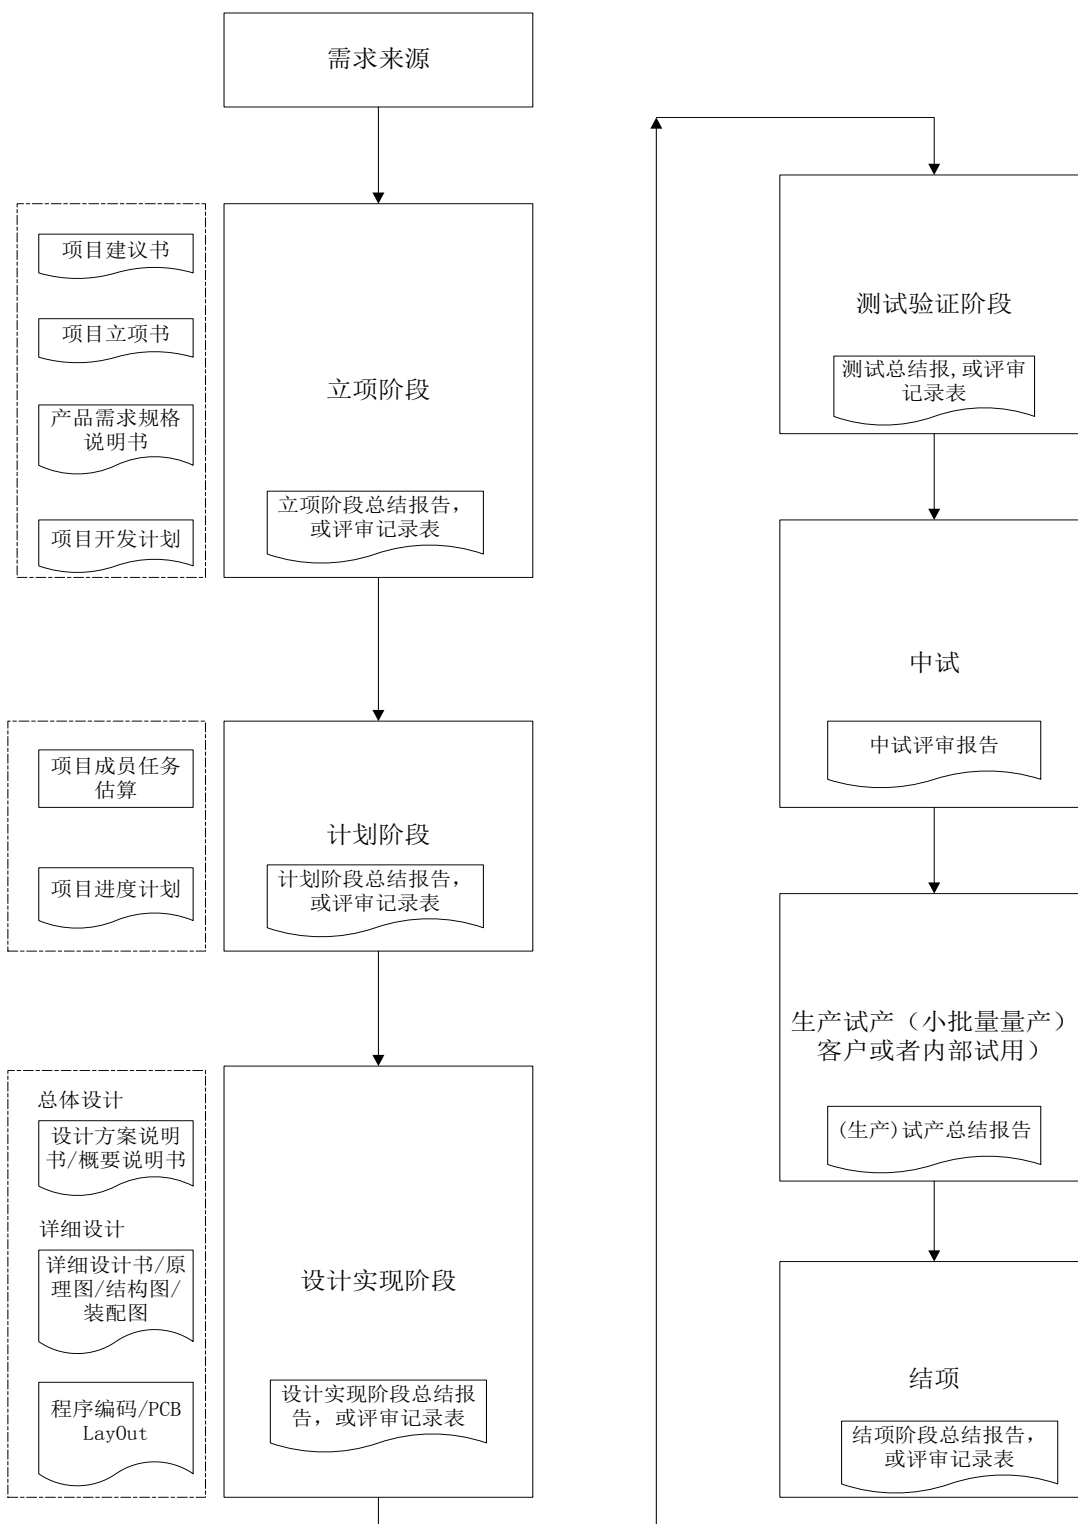 需求来源
项目建议书
项目立项书
产品需求规格
说明书
项目开发计划
立项阶段
立项阶段总结报告，
或评审记录表
项目成员任务
估算
项目进度计划
计划阶段
计划阶段总结报告，
或评审记录表
总体设计
设计方案说明
书/概要说明书
详细设计
详细设计书/原
理图/结构图/
装配图
程序编码/PCB
LayOut
设计实现阶段
设计实现阶段总结报
告，或评审记录表
测试验证阶段
测试总结报,或评审
记录表
中试
中试评审报告
生产试产（小批量量产）
客户或者内部试用）
(生产)试产总结报告
结项
结项阶段总结报告，
或评审记录表